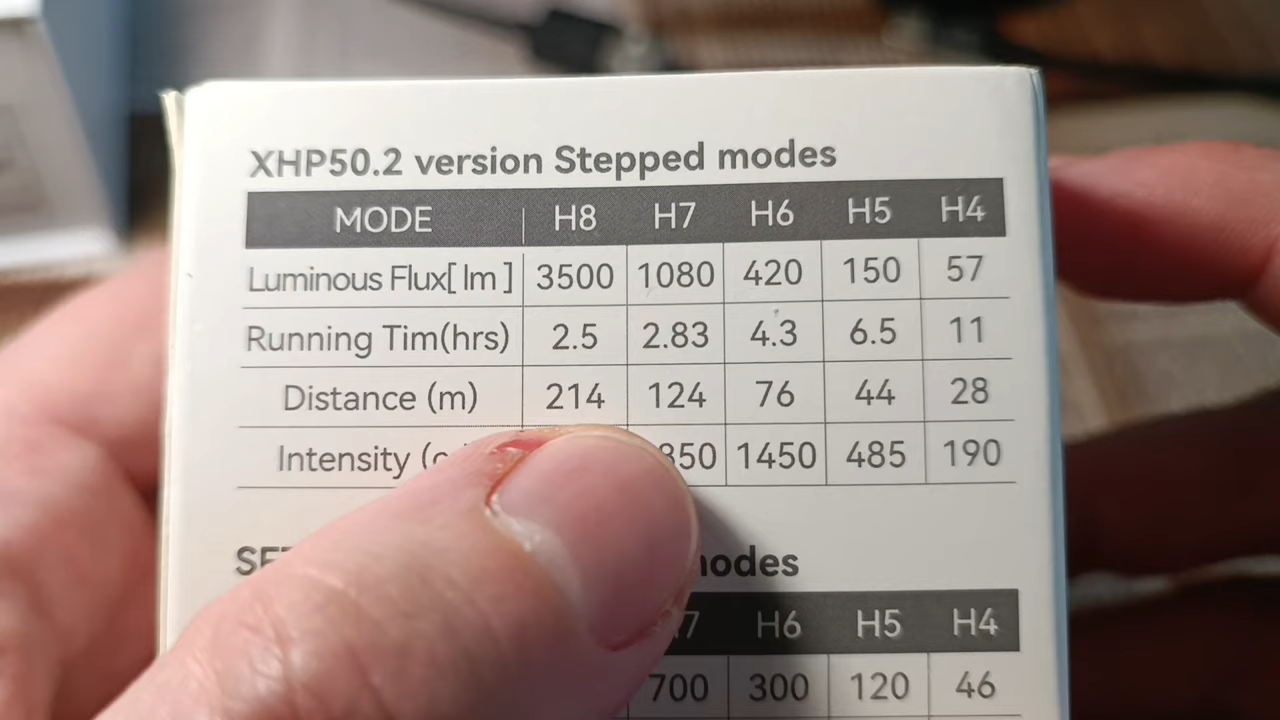 XHP50.2 version Stepped modes
MODE H8 H7 H6 H5 H4
Luminous Flux[ lm ] 3500 1080 420 150 57
Running Tim(hrs) 2.5 2.83 4.3 6.5 11
Distance (m) 214 124 76 44 28
Intensity 1450 485 190
H6 H5 H4
700 300 120 46